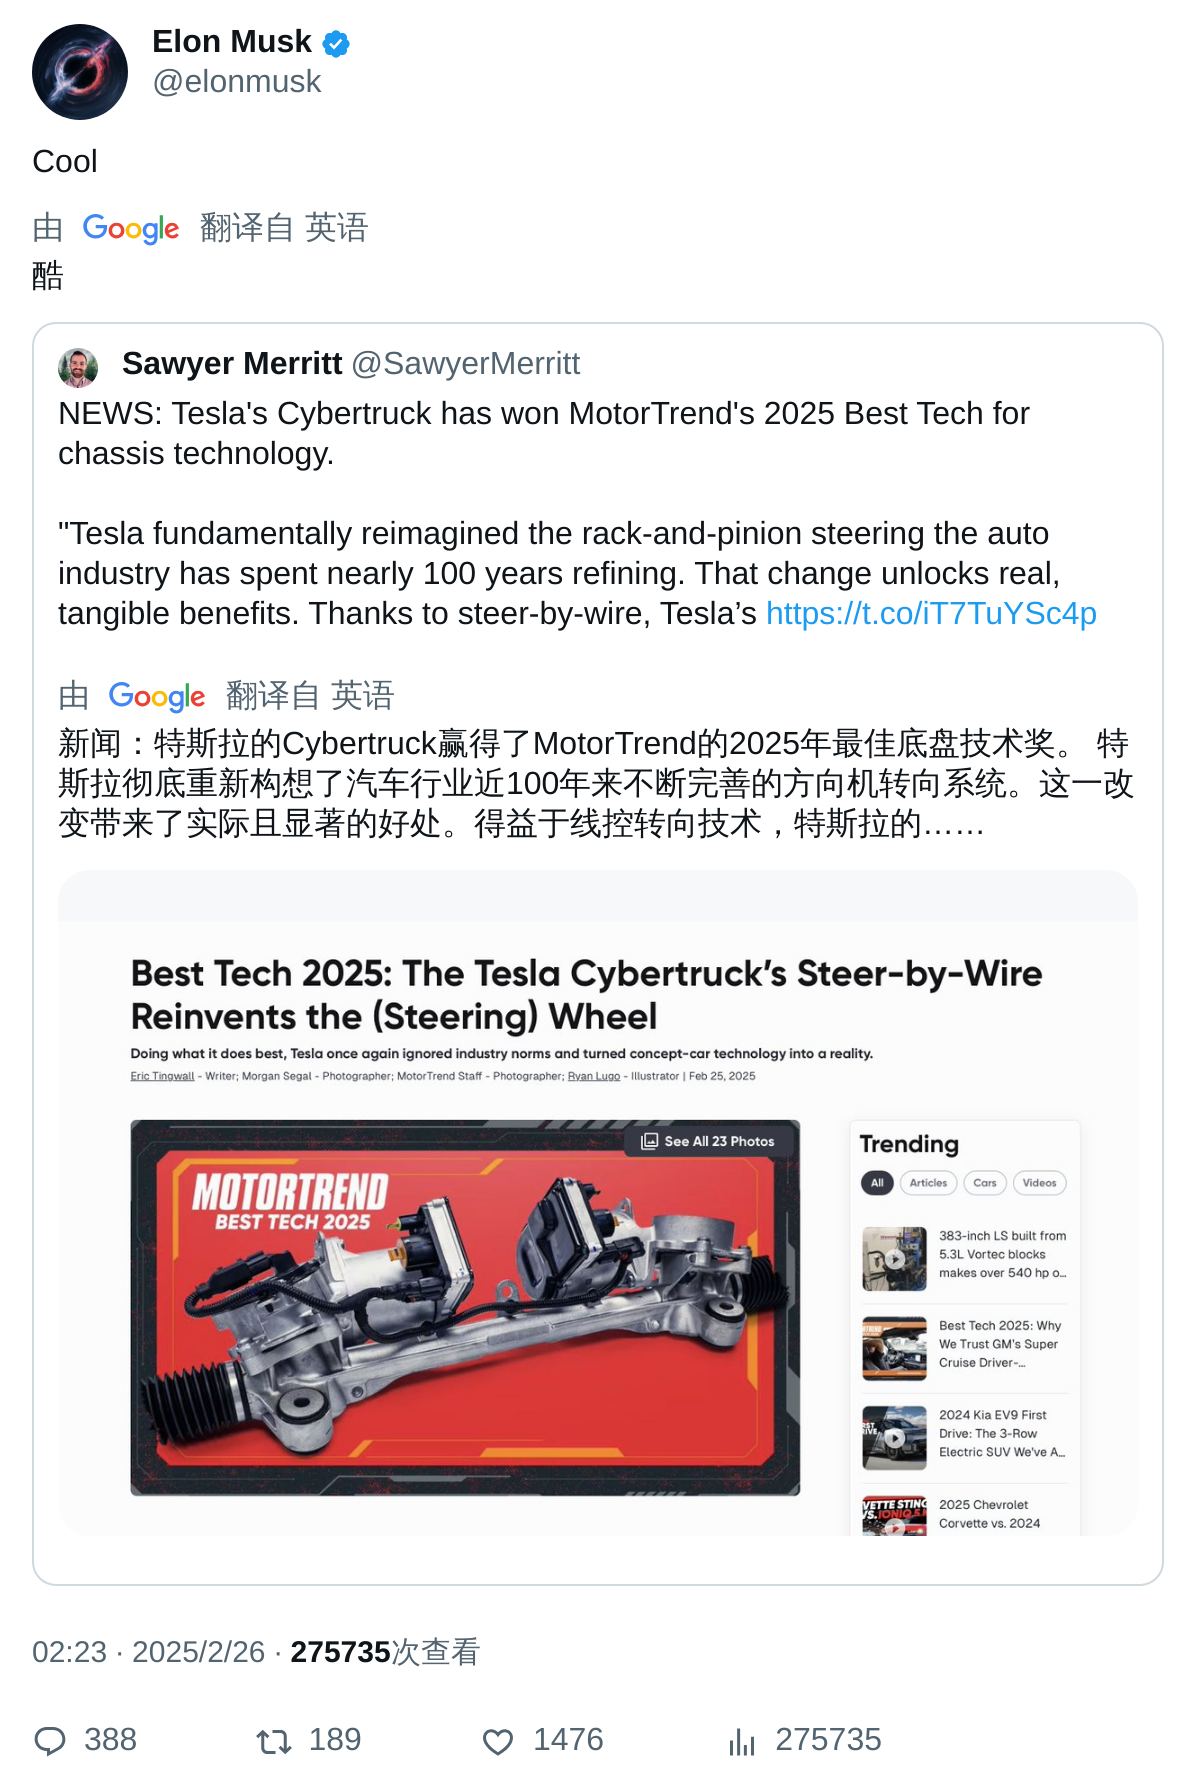 Elon Musk
@elonmusk
Cool
由 Google 翻译自 英语
酷
Sawyer Merritt @SawyerMerritt
NEWS: Tesla's Cybertruck has won MotorTrend's 2025 Best Tech for
chassis technology.
"Tesla fundamentally reimagined the rack-and-pinion steering the auto
industry has spent nearly 100 years refining. That change unlocks real,
tangible benefits. Thanks to steer-by-wire, Tesla’s https://t.co/iT7TuYSc4p
由 Google 翻译自 英语
新闻：特斯拉的Cybertruck赢得了MotorTrend的2025年最佳底盘技术奖。 特
斯拉彻底重新构想了汽车行业近100年来不断完善的方向机转向系统。这一改
变带来了实际且显著的好处。得益于线控转向技术，特斯拉的……
Best Tech 2025: The Tesla Cybertruck’s Steer-by-Wire
Reinvents the (Steering) Wheel
Doing what it does best, Tesla once again ignored industry norms and turned concept-car technology into a reality.
Eric Tingwall - Writer; Morgan Segal - Photographer; MotorTrend Staff - Photographer; Ryan Lugo - Illustrator | Feb 25, 2025
See All 23 Photos
MOTORTREND
BEST TECH 2025
Trending
All Articles Cars Videos
383-inch LS built from
5.3L Vortec blocks
makes over 540 hp o...
Best Tech 2025: Why
We Trust GM's Super
Cruise Driver-...
2024 Kia EV9 First
Drive: The 3-Row
Electric SUV We've A...
2025 Chevrolet
Corvette vs. 2024
02:23 · 2025/2/26 · 275735次查看
388 189 1476 275735